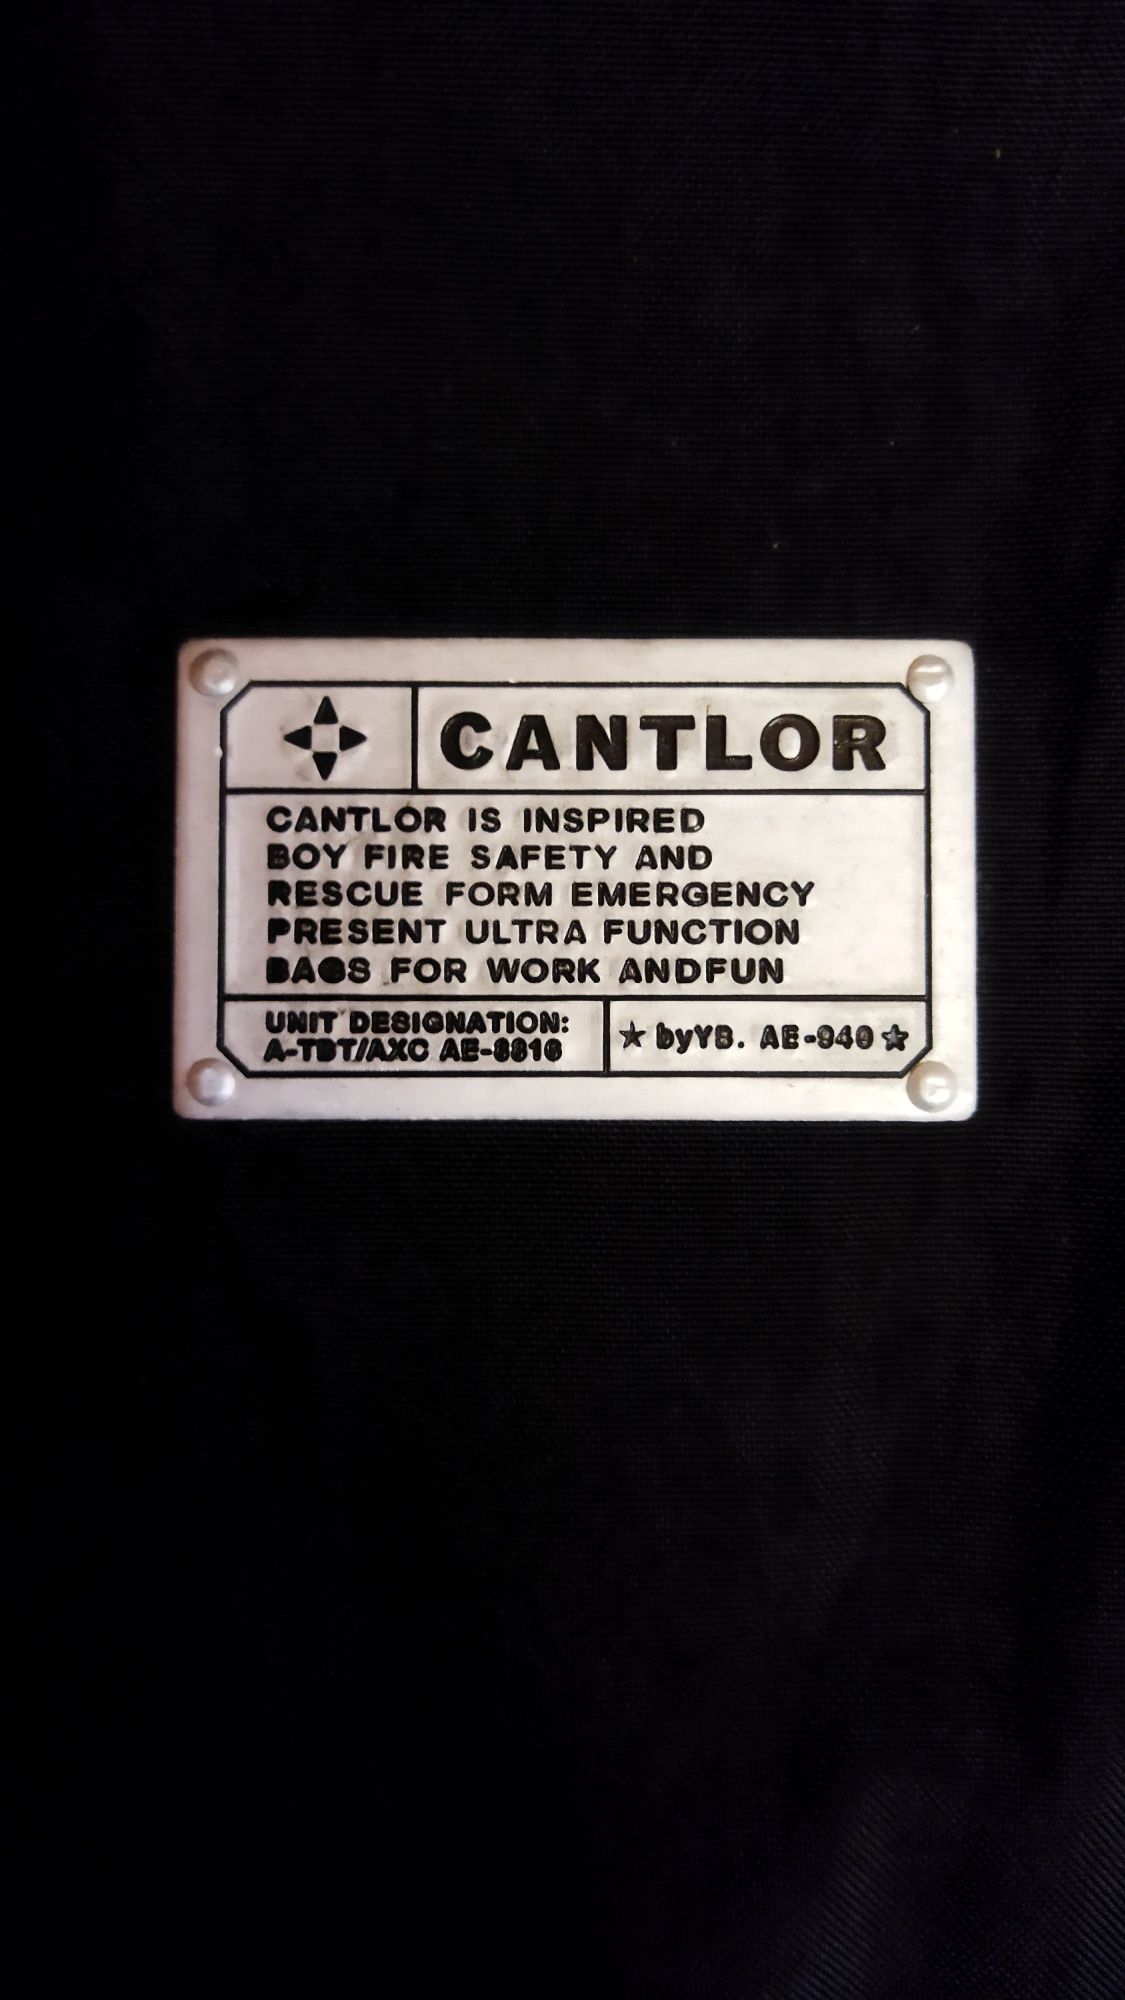 CANTLOR
CANTLOR IS INSPIRED
BOY FIRE SAFETY AND
RESCUE FORM EMERGENCY
PRESENT ULTRA FUNCTION
BAGS FOR WORK ANDFUN
UNIT DESIGNATION:
A-TBT/AXC AE-8816
★ byYB. AE-940 ★